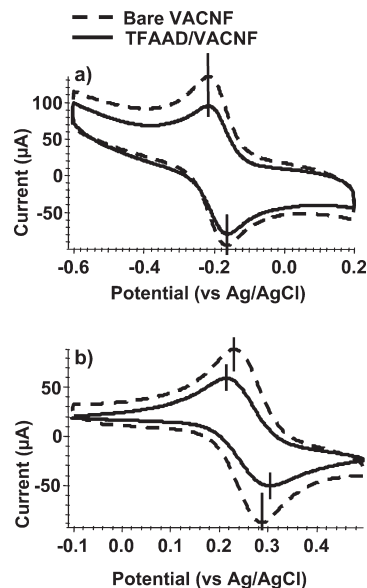 Bare VACNF
TFAAD/VACNF
a)
100
50
0
-50
Current (µA)
-0.6 -0.4 -0.2 0.0 0.2
Potential (vs Ag/AgCl)
b)
50
0
-50
Current (µA)
-0.1 0.0 0.1 0.2 0.3 0.4
Potential (vs Ag/AgCl)